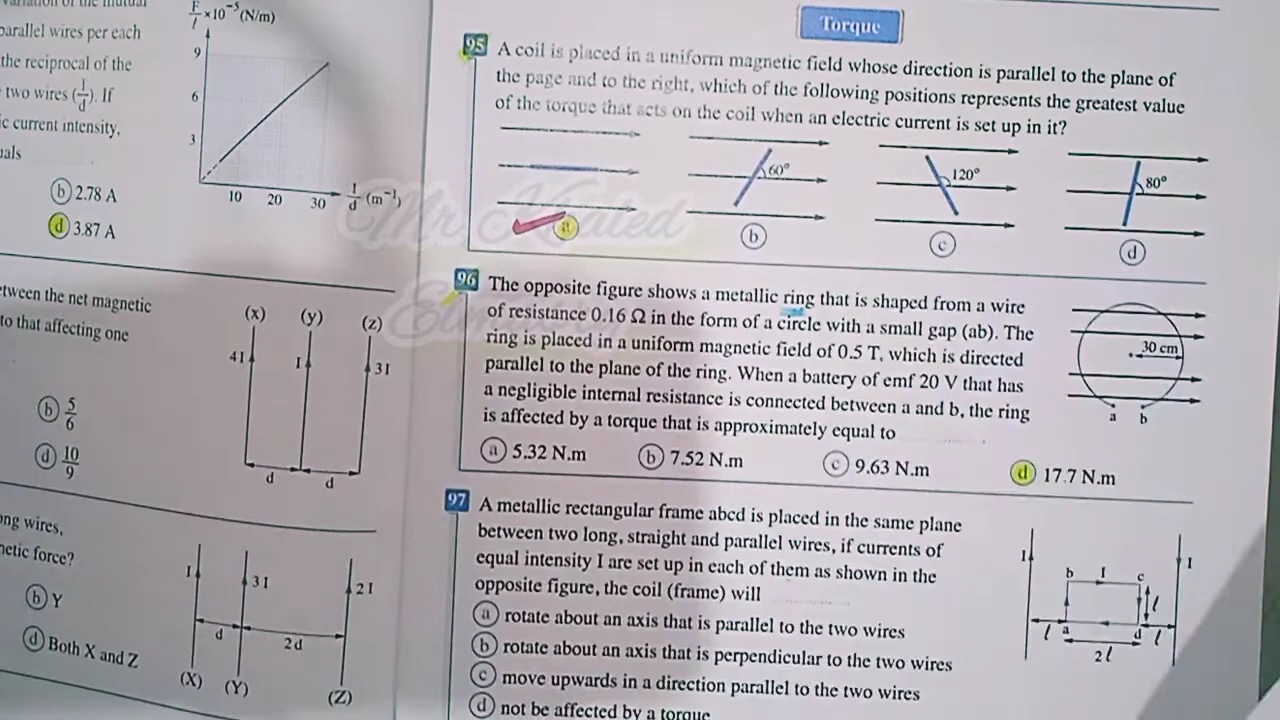 parallel wires per each
the reciprocal of the
two wires (1/d). If
current intensity,
F/l ×10⁻⁵ (N/m)
9
6
3
10 20 30
1/d (m⁻¹)
b 2.78 A
d 3.87 A
the net magnetic
to that affecting one
b 5/6
d 10/9
(x) (y) (z)
4I I 3I
d d
wires,
force?
b Y
d Both X and Z
I 3I 2I
d 2d
(X) (Y) (Z)
Torque
95 A coil is placed in a uniform magnetic field whose direction is parallel to the plane of
the page and to the right, which of the following positions represents the greatest value
of the torque that acts on the coil when an electric current is set up in it?
60° 120° 80°
a b c d
96 The opposite figure shows a metallic ring that is shaped from a wire
of resistance 0.16 Ω in the form of a circle with a small gap (ab). The
ring is placed in a uniform magnetic field of 0.5 T, which is directed
parallel to the plane of the ring. When a battery of emf 20 V that has
a negligible internal resistance is connected between a and b, the ring
is affected by a torque that is approximately equal to ............
30 cm
a b
a 5.32 N.m b 7.52 N.m c 9.63 N.m d 17.7 N.m
97 A metallic rectangular frame abcd is placed in the same plane
between two long, straight and parallel wires, if currents of
equal intensity I are set up in each of them as shown in the
opposite figure, the coil (frame) will ............
a rotate about an axis that is parallel to the two wires
b rotate about an axis that is perpendicular to the two wires
c move upwards in a direction parallel to the two wires
d not be affected by a torque
I I
b I c
l
l a d l
2l